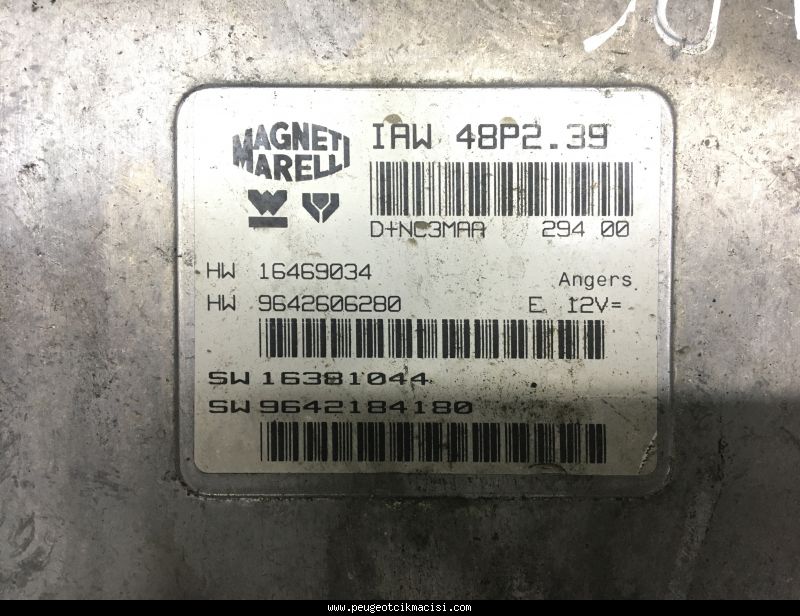 MAGNETI
MARELLI
IAW 48P2.39
D+NC3MAA 294 00
HW 16469034
Angers
HW 9642606280 E 12V=
SW 16381044
SW 9642184180
www.peugeotcikmacisi.com